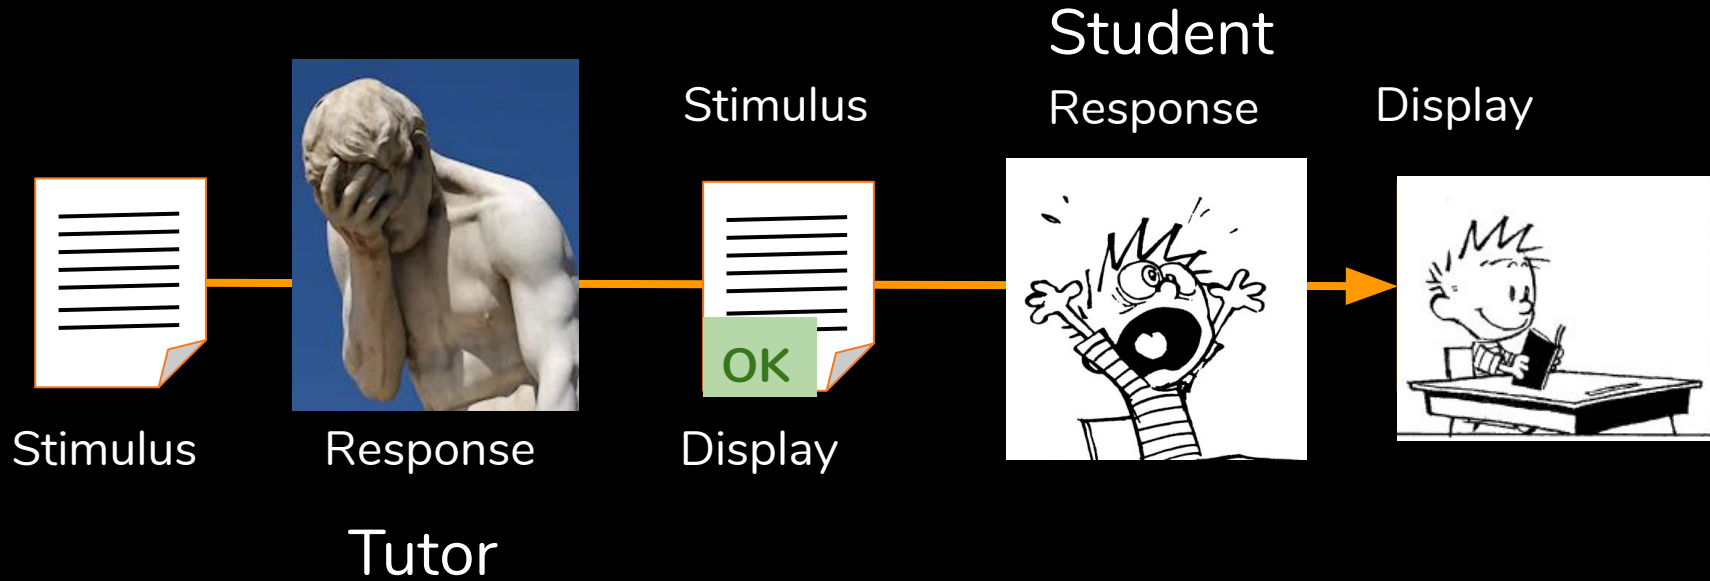 Student
Stimulus
Response
Display
OK
Stimulus
Response
Display
Tutor